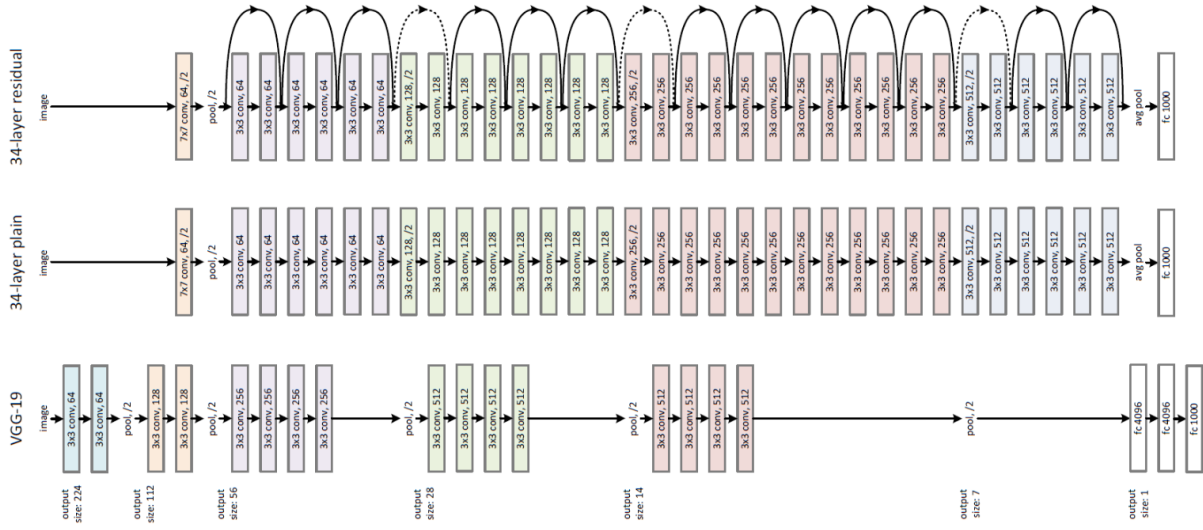 output
size: 224
output
size: 112
output
size: 56
output
size: 28
output
size: 14
output
size: 7
output
size: 1
VGG-19
image
3x3 conv, 64
3x3 conv, 64
pool, /2
3x3 conv, 128
3x3 conv, 128
pool, /2
3x3 conv, 256
3x3 conv, 256
3x3 conv, 256
3x3 conv, 256
pool, /2
3x3 conv, 512
3x3 conv, 512
3x3 conv, 512
3x3 conv, 512
pool, /2
3x3 conv, 512
3x3 conv, 512
3x3 conv, 512
3x3 conv, 512
pool, /2
fc 4096
fc 4096
fc 1000
34-layer plain
image
7x7 conv, 64, /2
pool, /2
3x3 conv, 64
3x3 conv, 64
3x3 conv, 64
3x3 conv, 64
3x3 conv, 64
3x3 conv, 64
3x3 conv, 128, /2
3x3 conv, 128
3x3 conv, 128
3x3 conv, 128
3x3 conv, 128
3x3 conv, 128
3x3 conv, 128
3x3 conv, 128
3x3 conv, 256, /2
3x3 conv, 256
3x3 conv, 256
3x3 conv, 256
3x3 conv, 256
3x3 conv, 256
3x3 conv, 256
3x3 conv, 256
3x3 conv, 256
3x3 conv, 256
3x3 conv, 256
3x3 conv, 256
3x3 conv, 512, /2
3x3 conv, 512
3x3 conv, 512
3x3 conv, 512
3x3 conv, 512
3x3 conv, 512
avg pool
fc 1000
34-layer residual
image
7x7 conv, 64, /2
pool, /2
3x3 conv, 64
3x3 conv, 64
3x3 conv, 64
3x3 conv, 64
3x3 conv, 64
3x3 conv, 64
3x3 conv, 128, /2
3x3 conv, 128
3x3 conv, 128
3x3 conv, 128
3x3 conv, 128
3x3 conv, 128
3x3 conv, 128
3x3 conv, 128
3x3 conv, 256, /2
3x3 conv, 256
3x3 conv, 256
3x3 conv, 256
3x3 conv, 256
3x3 conv, 256
3x3 conv, 256
3x3 conv, 256
3x3 conv, 256
3x3 conv, 256
3x3 conv, 256
3x3 conv, 256
3x3 conv, 512, /2
3x3 conv, 512
3x3 conv, 512
3x3 conv, 512
3x3 conv, 512
3x3 conv, 512
avg pool
fc 1000